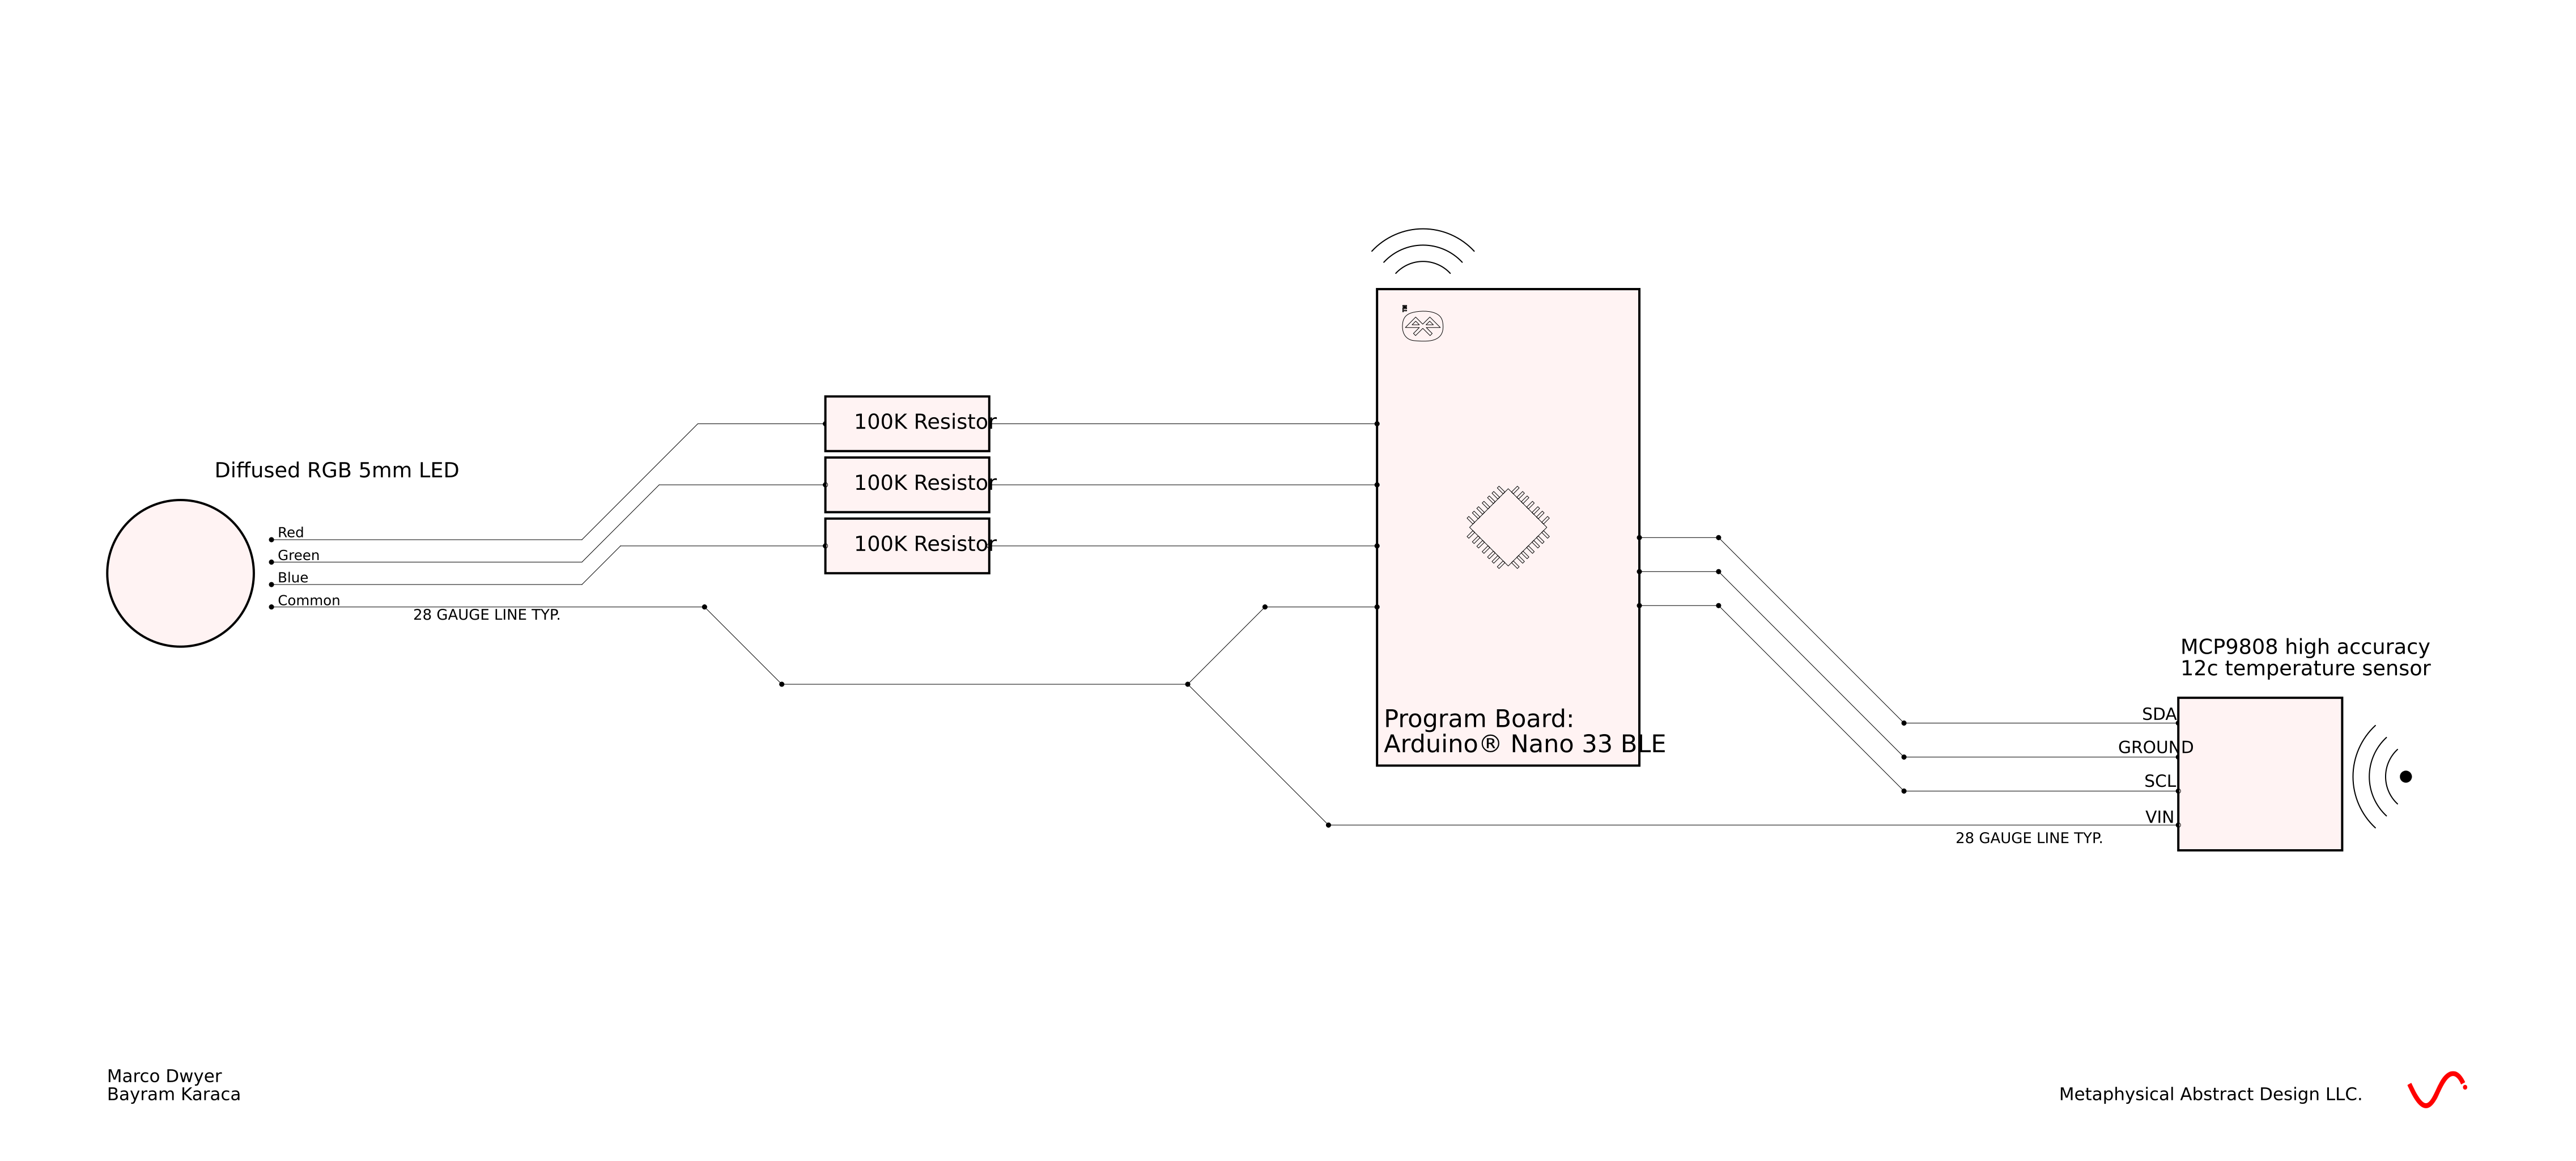 100K Resistor
100K Resistor
100K Resistor
Diffused RGB 5mm LED
Red
Green
Blue
Common
28 GAUGE LINE TYP.
Program Board:
Arduino® Nano 33 BLE
MCP9808 high accuracy
12c temperature sensor
SDA
GROUND
SCL
VIN
28 GAUGE LINE TYP.
Marco Dwyer
Bayram Karaca
Metaphysical Abstract Design LLC.